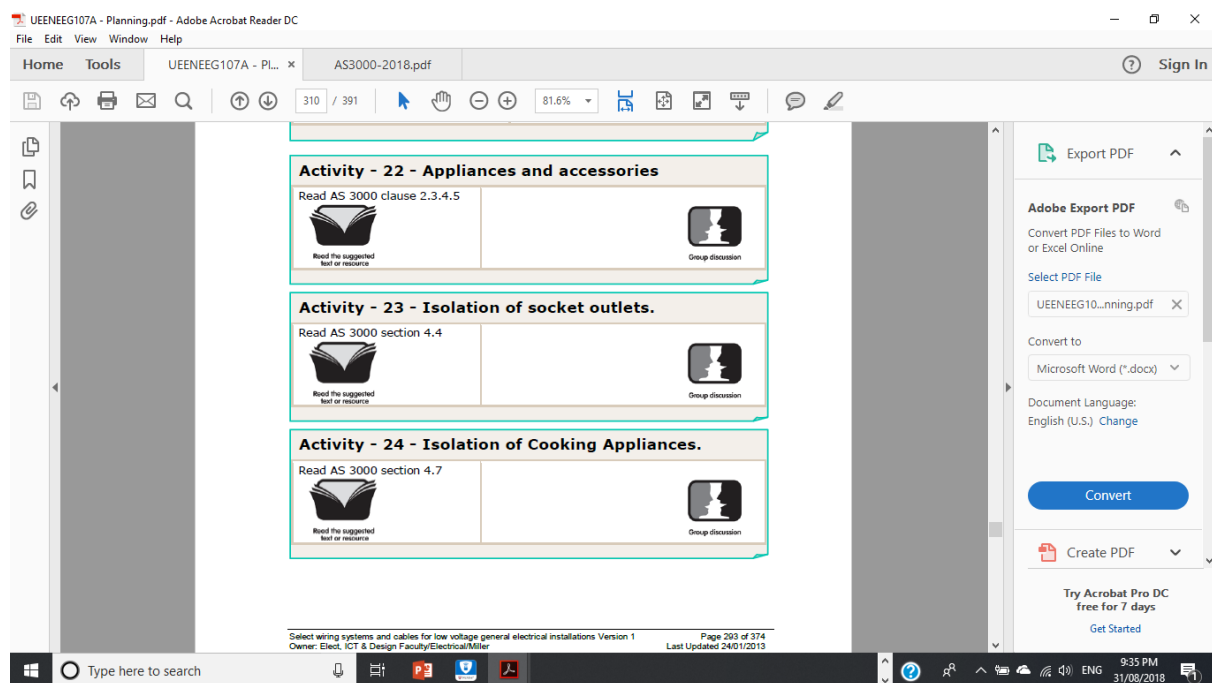 UEENEEG107A - Planning.pdf - Adobe Acrobat Reader DC
File Edit View Window Help
Home Tools UEENEEG107A - Pl... × AS3000-2018.pdf Sign In
310 / 391 81.6%
Export PDF
Activity - 22 - Appliances and accessories
Read AS 3000 clause 2.3.4.5
Read the suggested
text or resource
Group discussion
Activity - 23 - Isolation of socket outlets.
Read AS 3000 section 4.4
Read the suggested
text or resource
Group discussion
Activity - 24 - Isolation of Cooking Appliances.
Read AS 3000 section 4.7
Read the suggested
text or resource
Group discussion
Select wiring systems and cables for low voltage general electrical installations Version 1 Page 293 of 374
Owner: Elect, ICT & Design Faculty/Electrical/Miller Last Updated 24/01/2013
Adobe Export PDF
Convert PDF Files to Word
or Excel Online
Select PDF File
UEENEEG10...nning.pdf
Convert to
Microsoft Word (*.docx)
Document Language:
English (U.S.) Change
Convert
Create PDF
Try Acrobat Pro DC
free for 7 days
Get Started
Type here to search
ENG
9:35 PM
31/08/2018